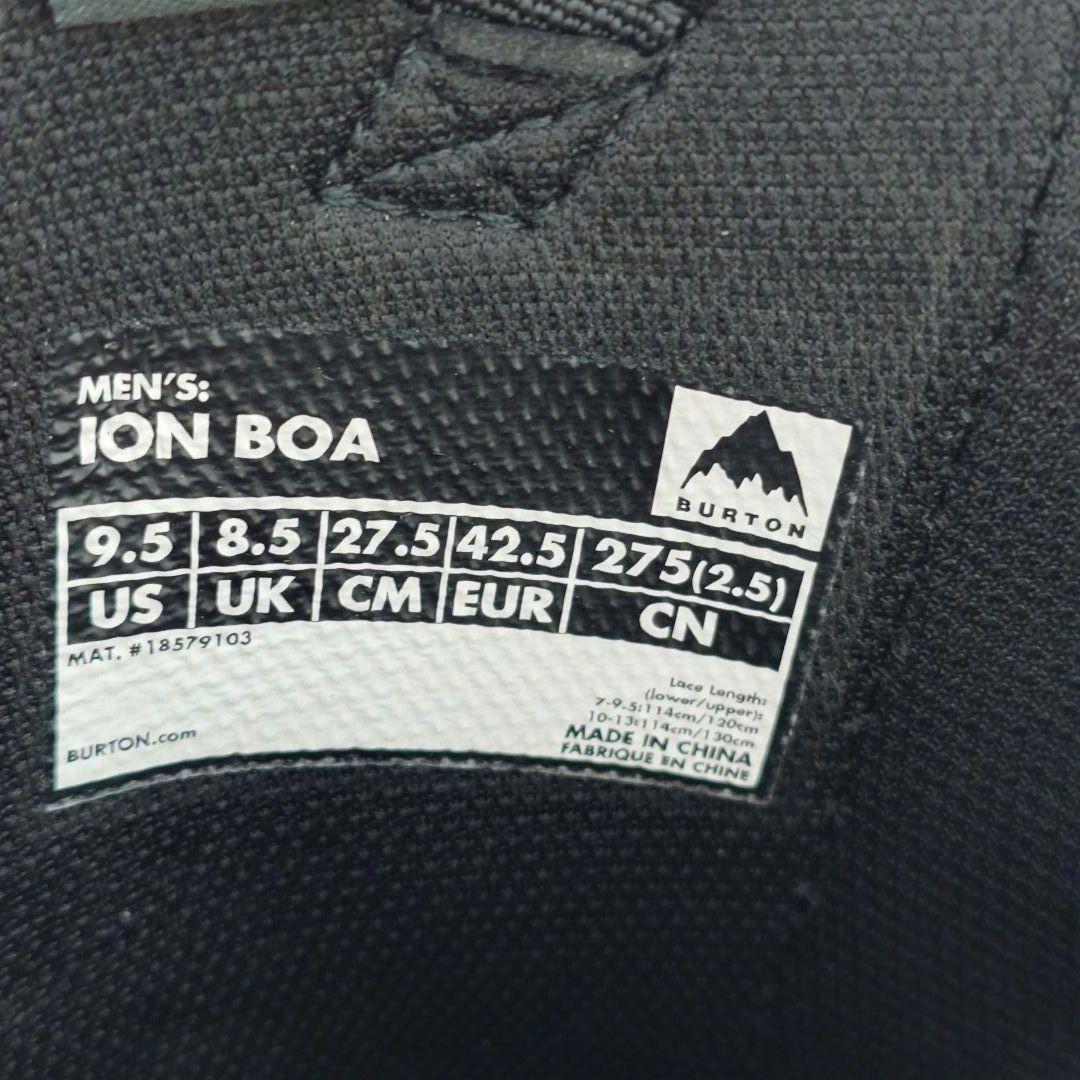 MEN'S:
ION BOA
BURTON
9.5 8.5 27.5 42.5 275(2.5)
US UK CM EUR CN
MAT. #18579103
Lace Length:
(lower/upper):
7-9.5:114cm/120cm
10-13:114cm/130cm
BURTON.com
MADE IN CHINA
FABRIQUE EN CHINE